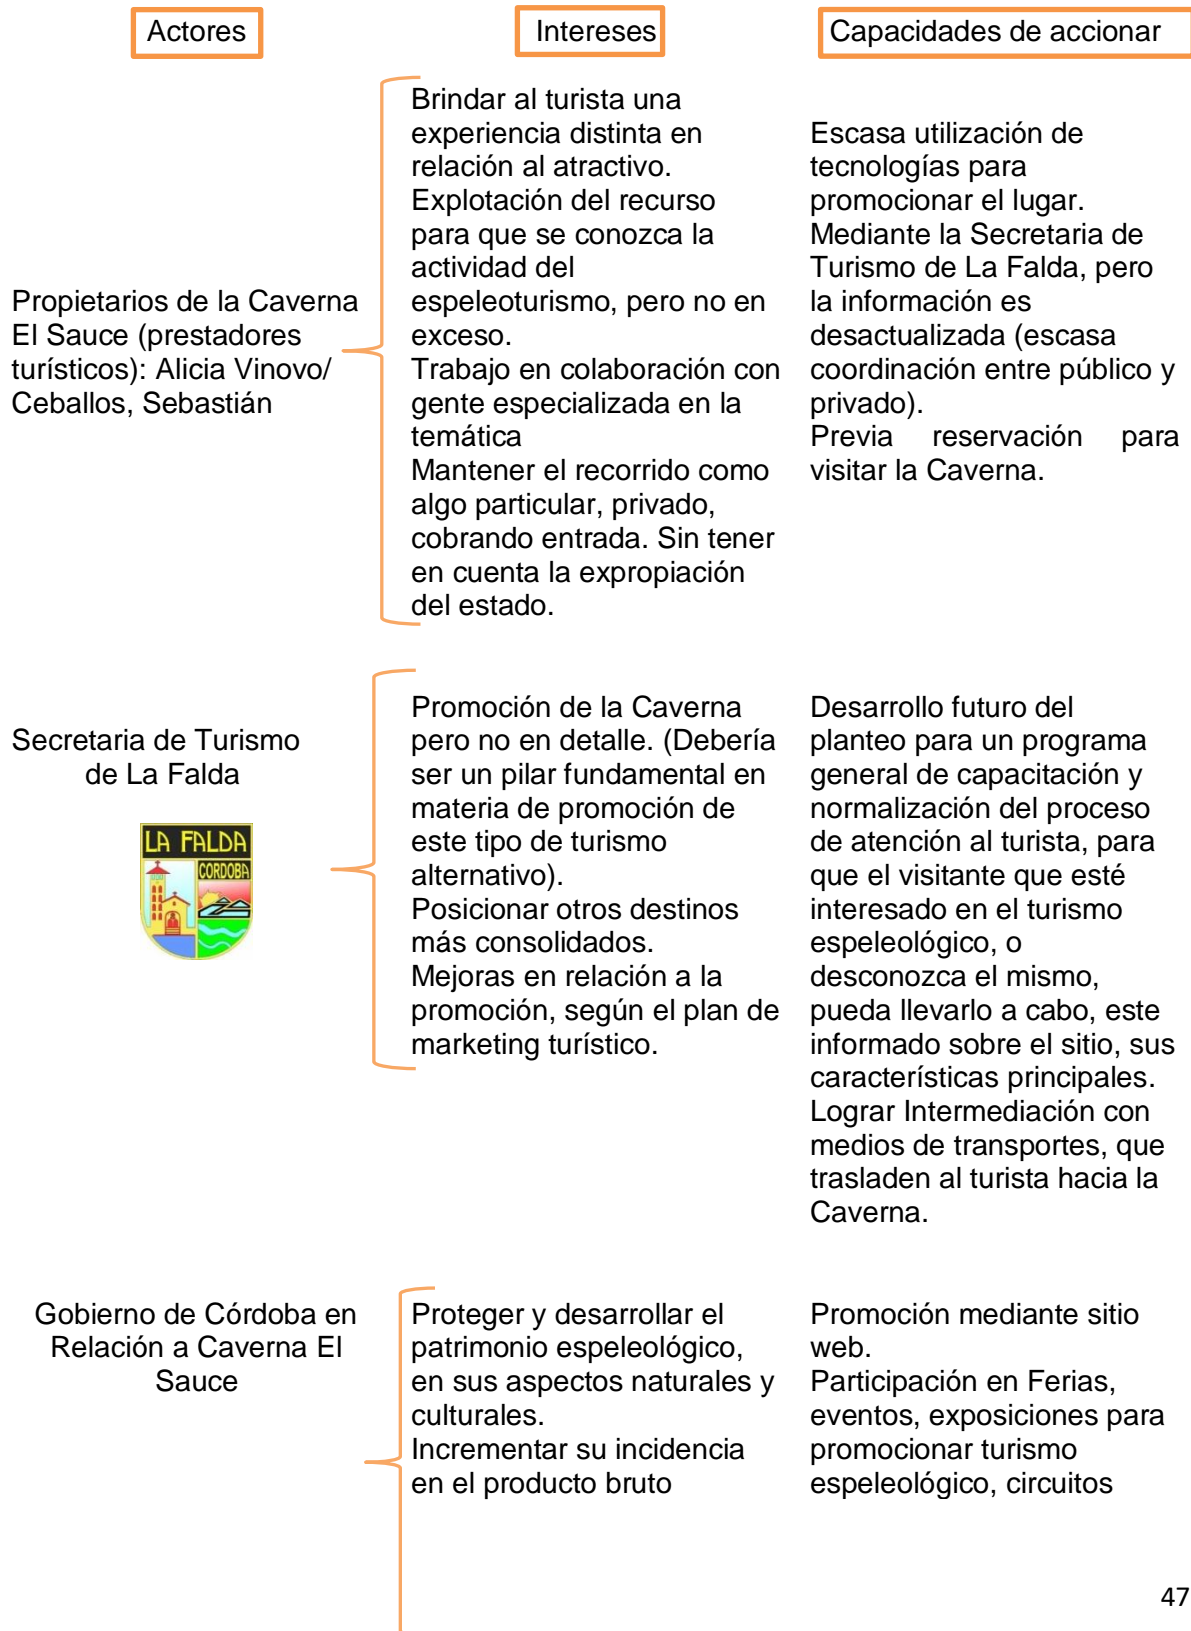 Actores
Intereses
Capacidades de accionar
Propietarios de la Caverna
El Sauce (prestadores
turísticos): Alicia Vinovo/
Ceballos, Sebastián
Brindar al turista una
experiencia distinta en
relación al atractivo.
Explotación del recurso
para que se conozca la
actividad del
espeleoturismo, pero no en
exceso.
Trabajo en colaboración con
gente especializada en la
temática
Mantener el recorrido como
algo particular, privado,
cobrando entrada. Sin tener
en cuenta la expropiación
del estado.
Escasa utilización de
tecnologías para
promocionar el lugar.
Mediante la Secretaria de
Turismo de La Falda, pero
la información es
desactualizada (escasa
coordinación entre público y
privado).
Previa reservación para
visitar la Caverna.
Secretaria de Turismo
de La Falda
LA FALDA
CORDOBA
Promoción de la Caverna
pero no en detalle. (Debería
ser un pilar fundamental en
materia de promoción de
este tipo de turismo
alternativo).
Posicionar otros destinos
más consolidados.
Mejoras en relación a la
promoción, según el plan de
marketing turístico.
Desarrollo futuro del
planteo para un programa
general de capacitación y
normalización del proceso
de atención al turista, para
que el visitante que esté
interesado en el turismo
espeleológico, o
desconozca el mismo,
pueda llevarlo a cabo, este
informado sobre el sitio, sus
características principales.
Lograr Intermediación con
medios de transportes, que
trasladen al turista hacia la
Caverna.
Gobierno de Córdoba en
Relación a Caverna El
Sauce
Proteger y desarrollar el
patrimonio espeleológico,
en sus aspectos naturales y
culturales.
Incrementar su incidencia
en el producto bruto
Promoción mediante sitio
web.
Participación en Ferias,
eventos, exposiciones para
promocionar turismo
espeleológico, circuitos
47